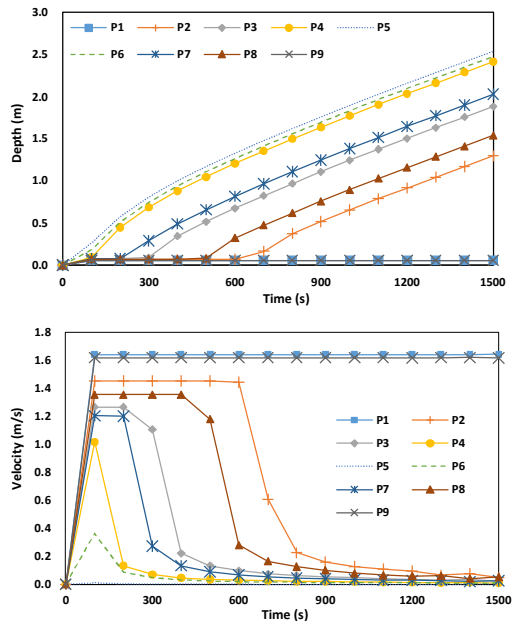 3.0
P1 P2 P3 P4 P5
2.5
P6 P7 P8 P9
2.0
Depth (m)
1.5
1.0
0.5
0.0
0 300 600 900 1200 1500
Time (s)
1.8
1.6
1.4
1.2
P1 P2
1.0
P3 P4
Velocity (m/s)
0.8
P5 P6
0.6
P7 P8
0.4
P9
0.2
0.0
0 300 600 900 1200 1500
Time (s)